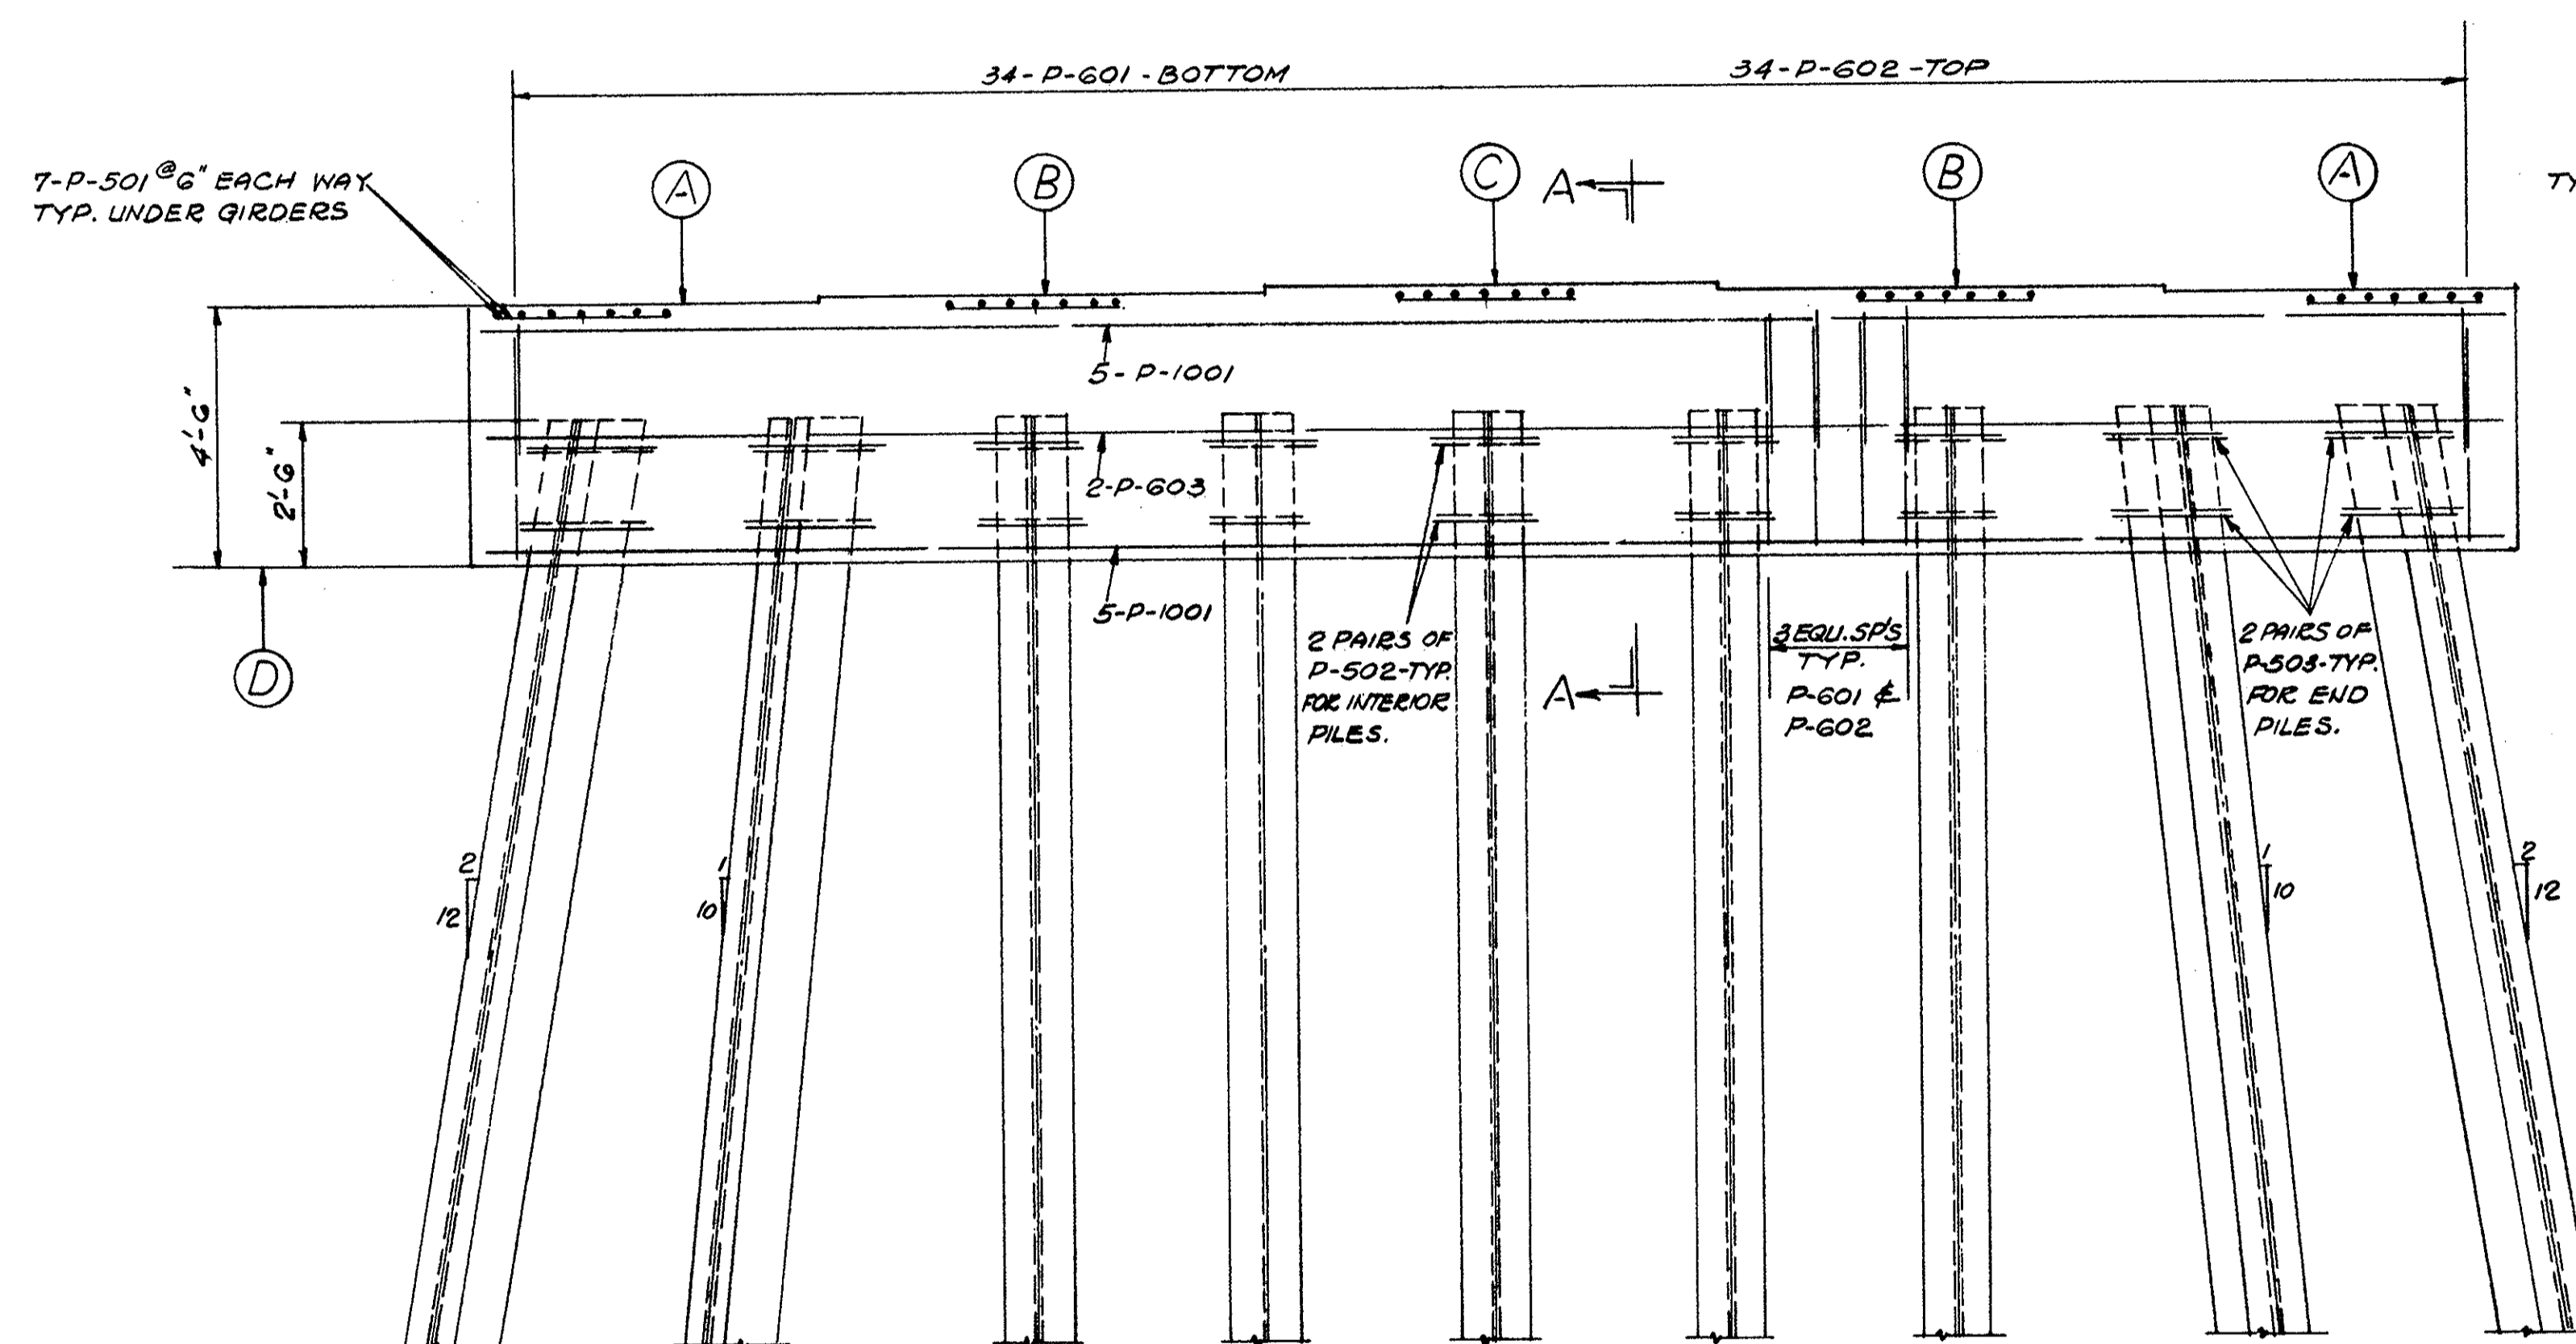 34-P-601-BOTTOM
34-P-602-TOP
7-P-501 @ 6" EACH WAY
TYP. UNDER GIRDERS
A
B
C
A
B
A
TY
5-P-1001
4'-6"
2'-6"
2-P-603
5-P-1001
D
2 PAIRS OF
P-502-TYP.
FOR INTERIOR
PILES.
A
3 EQU. SP'S
TYP.
P-601 &
P-602
2 PAIRS OF
P-503-TYP.
FOR END
PILES.
2
12
1
10
1
10
2
12